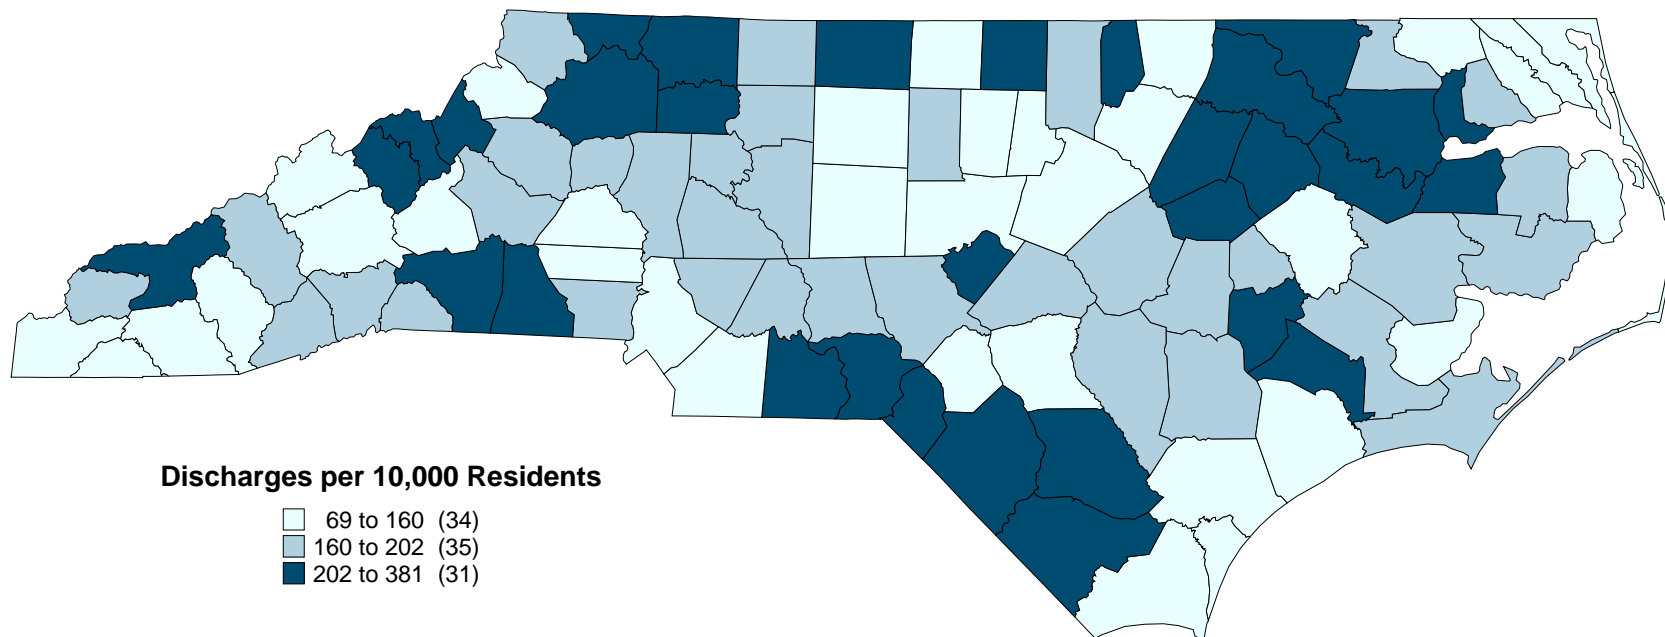 Discharges per 10,000 Residents
69 to 160 (34)
160 to 202 (35)
202 to 381 (31)